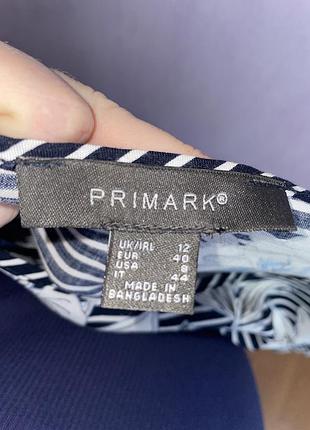 PRIMARK®
UK/IRL 12
EUR 40
USA 8
IT 44
MADE IN
BANGLADESH